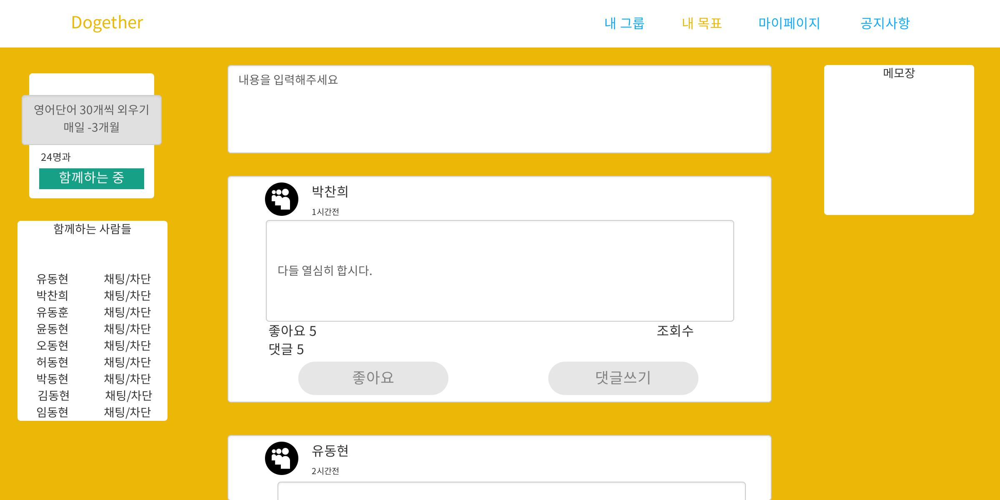 Dogether
내 그룹 내 목표 마이페이지 공지사항
영어단어 30개씩 외우기
매일 -3개월
24명과
함께하는 중
함께하는 사람들
유동현 채팅/차단
박찬희 채팅/차단
유동훈 채팅/차단
윤동현 채팅/차단
오동현 채팅/차단
허동현 채팅/차단
박동현 채팅/차단
김동현 채팅/차단
임동현 채팅/차단
내용을 입력해주세요
박찬희
1시간전
다들 열심히 합시다.
좋아요 5 조회수
댓글 5
좋아요 댓글쓰기
유동현
2시간전
메모장